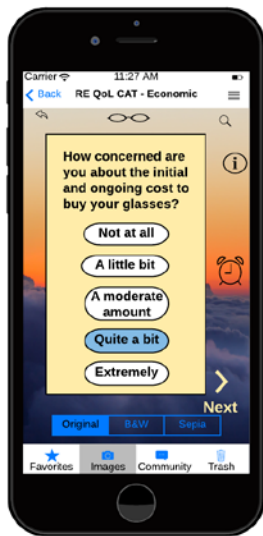 Carrier 11:27 AM
Back RE QoL CAT - Economic
How concerned are
you about the initial
and ongoing cost to
buy your glasses?
Not at all
A little bit
A moderate
amount
Quite a bit
Extremely
Next
Original B&W Sepia
Favorites Images Community Trash